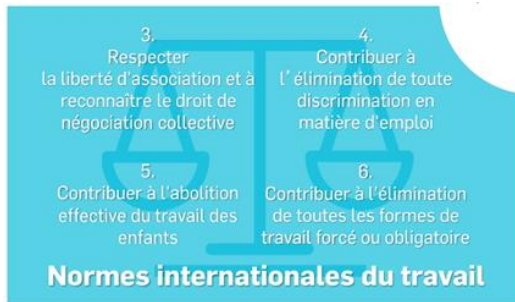 3.
Respecter
la liberté d'association et à
reconnaître le droit de
négociation collective
4.
Contribuer à
l'élimination de toute
discrimination en
matière d'emploi
5.
Contribuer à l'abolition
effective du travail des
enfants
6.
Contribuer à l'élimination
de toutes les formes de
travail forcé ou obligatoire
Normes internationales du travail